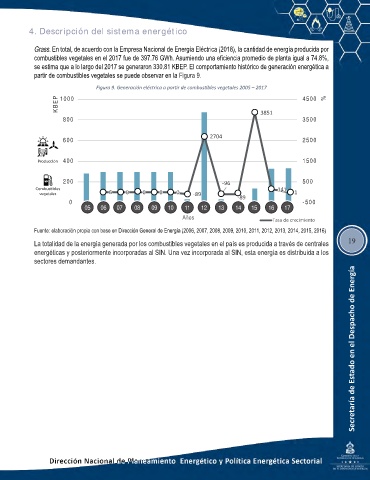 4. Descripción del sistema energético
Grass. En total, de acuerdo con la Empresa Nacional de Energía Eléctrica (2018), la cantidad de energía producida por
combustibles vegetales en el 2017 fue de 397.76 GWh. Asumiendo una eficiencia promedio de planta igual a 74.8%,
se estima que a lo largo del 2017 se generaron 330.81 KBEP. El comportamiento histórico de generación energética a
partir de combustibles vegetales se puede observar en la Figura 9.
Figura 9. Generación eléctrica a partir de combustibles vegetales 2005 – 2017
KBEP
1000
800
600
400
200
0
4500 %
3500
2500
1500
500
-500
3851
2704
-96
-89
-95
141
1
Producción
Combustibles
vegetales
05 06 07 08 09 10 11 12 13 14 15 16 17
Años
Tasa de crecimiento
Fuente: elaboración propia con base en Dirección General de Energía (2006, 2007, 2008, 2009, 2010, 2011, 2012, 2013, 2014, 2015, 2016)
La totalidad de la energía generada por los combustibles vegetales en el país es producida a través de centrales
energéticas y posteriormente incorporadas al SIN. Una vez incorporada al SIN, esta energía es distribuida a los
sectores demandantes.
19
Secretaría de Estado en el Despacho de Energía
Dirección Nacional de Planeamiento Energético y Política Energética Sectorial